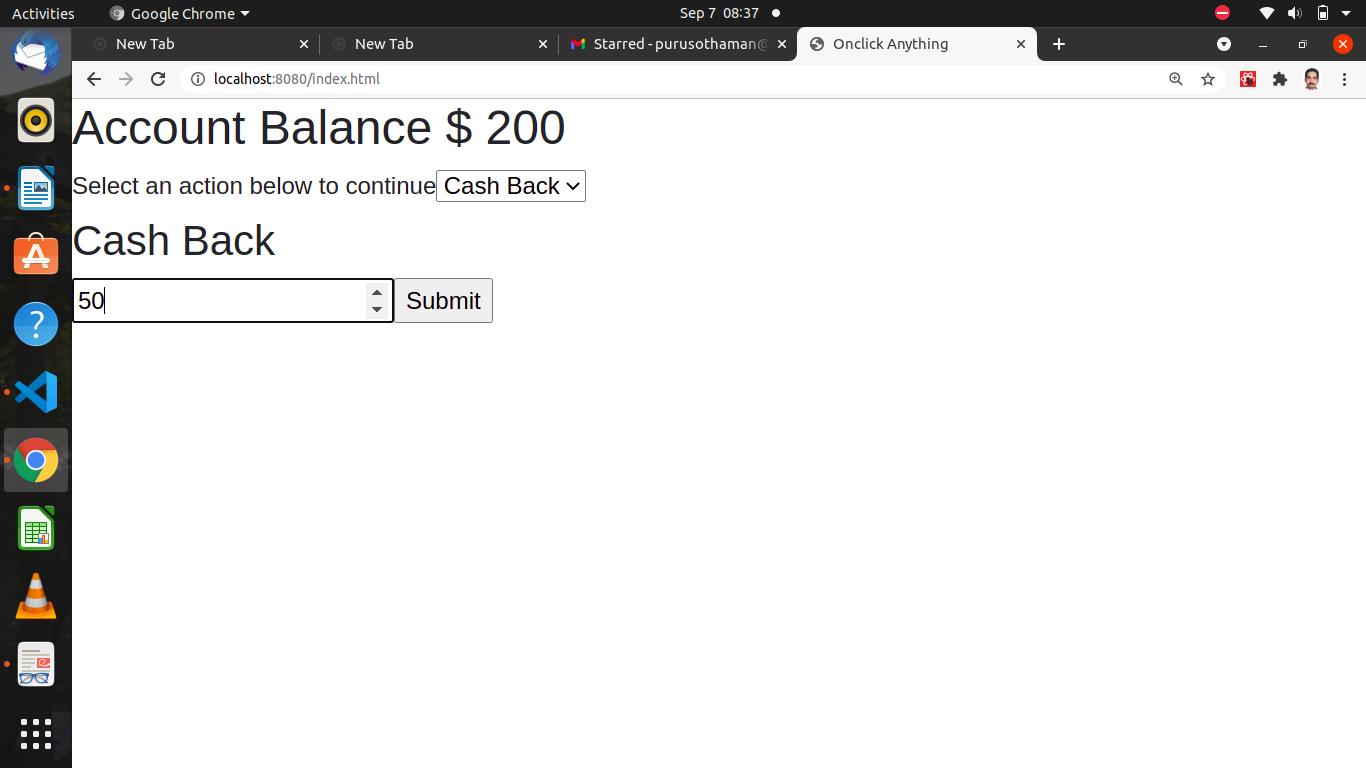 Activities Google Chrome Sep 7 08:37
New Tab New Tab Starred - purusothaman@ Onclick Anything
localhost:8080/index.html
Account Balance $ 200
Select an action below to continue Cash Back
Cash Back
50 Submit